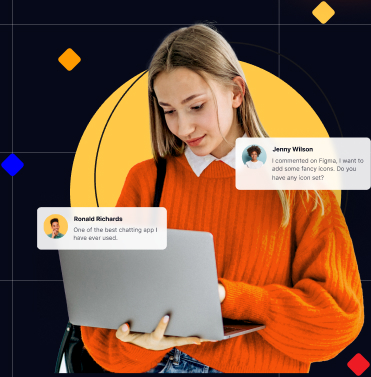 Jenny Wilson
I commented on Figma, I want to
add some fancy icons. Do you
have any icon set?
Ronald Richards
One of the best chatting app I
have ever used.